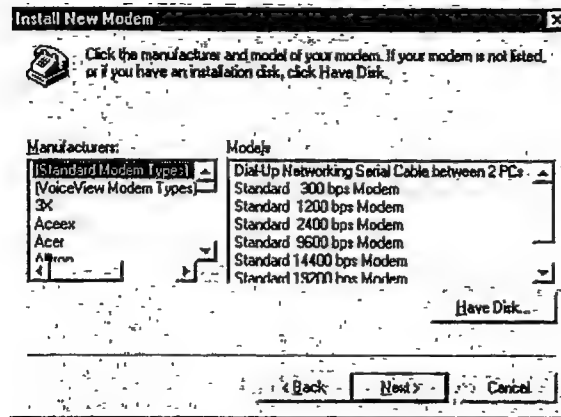 Install New Modem
Click the manufacturer and model of your modem. If your modem is not listed,
or if you have an installation disk, click Have Disk.
Manufacturers:
Models
(Standard Modem Types)
(VoiceView Modem Types)
3X
Aceex
Acer
Dial-Up Networking Serial Cable between 2 PCs
Standard 300 bps Modem
Standard 1200 bps Modem
Standard 2400 bps Modem
Standard 9600 bps Modem
Standard 14400 bps Modem
Standard 19200 bps Modem
Have Disk...
< Back
Next >
Cancel